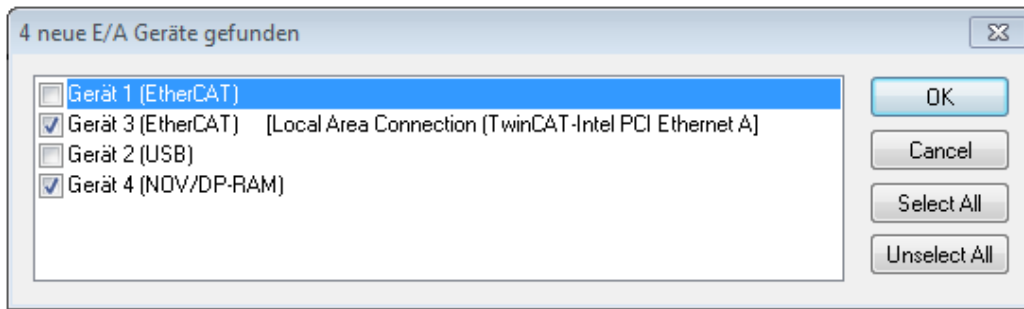 4 neue E/A Geräte gefunden
Gerät 1 (EtherCAT)
Gerät 3 (EtherCAT) [Local Area Connection (TwinCAT-Intel PCI Ethernet A]
Gerät 2 (USB)
Gerät 4 (NOV/DP-RAM)
OK
Cancel
Select All
Unselect All